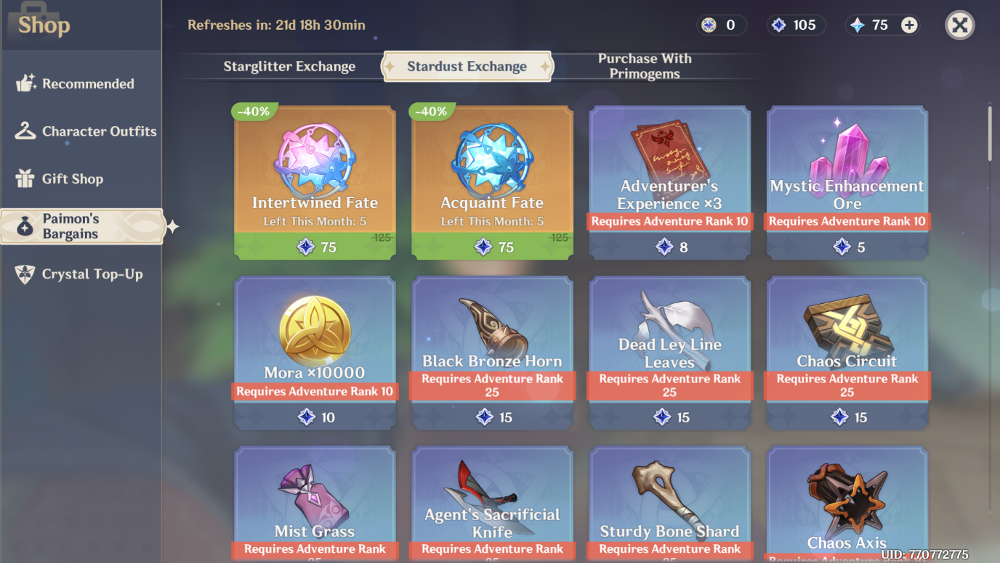 Shop
Refreshes in: 21d 18h 30min
0
105
75
Recommended
Character Outfits
Gift Shop
Paimon's
Bargains
Crystal Top-Up
Starglitter Exchange
Stardust Exchange
Purchase With
Primogems
-40%
Intertwined Fate
Left This Month: 5
125
75
-40%
Acquaint Fate
Left This Month: 5
125
75
Adventurer's
Experience ×3
Requires Adventure Rank 10
8
Mystic Enhancement
Ore
Requires Adventure Rank 10
5
Mora ×10000
Requires Adventure Rank 10
10
Black Bronze Horn
Requires Adventure Rank
25
15
Dead Ley Line
Leaves
Requires Adventure Rank
25
15
Chaos Circuit
Requires Adventure Rank
25
15
Mist Grass
Requires Adventure Rank
Agent's Sacrificial
Knife
Requires Adventure Rank
Sturdy Bone Shard
Requires Adventure Rank
Chaos Axis
UID: 770772775